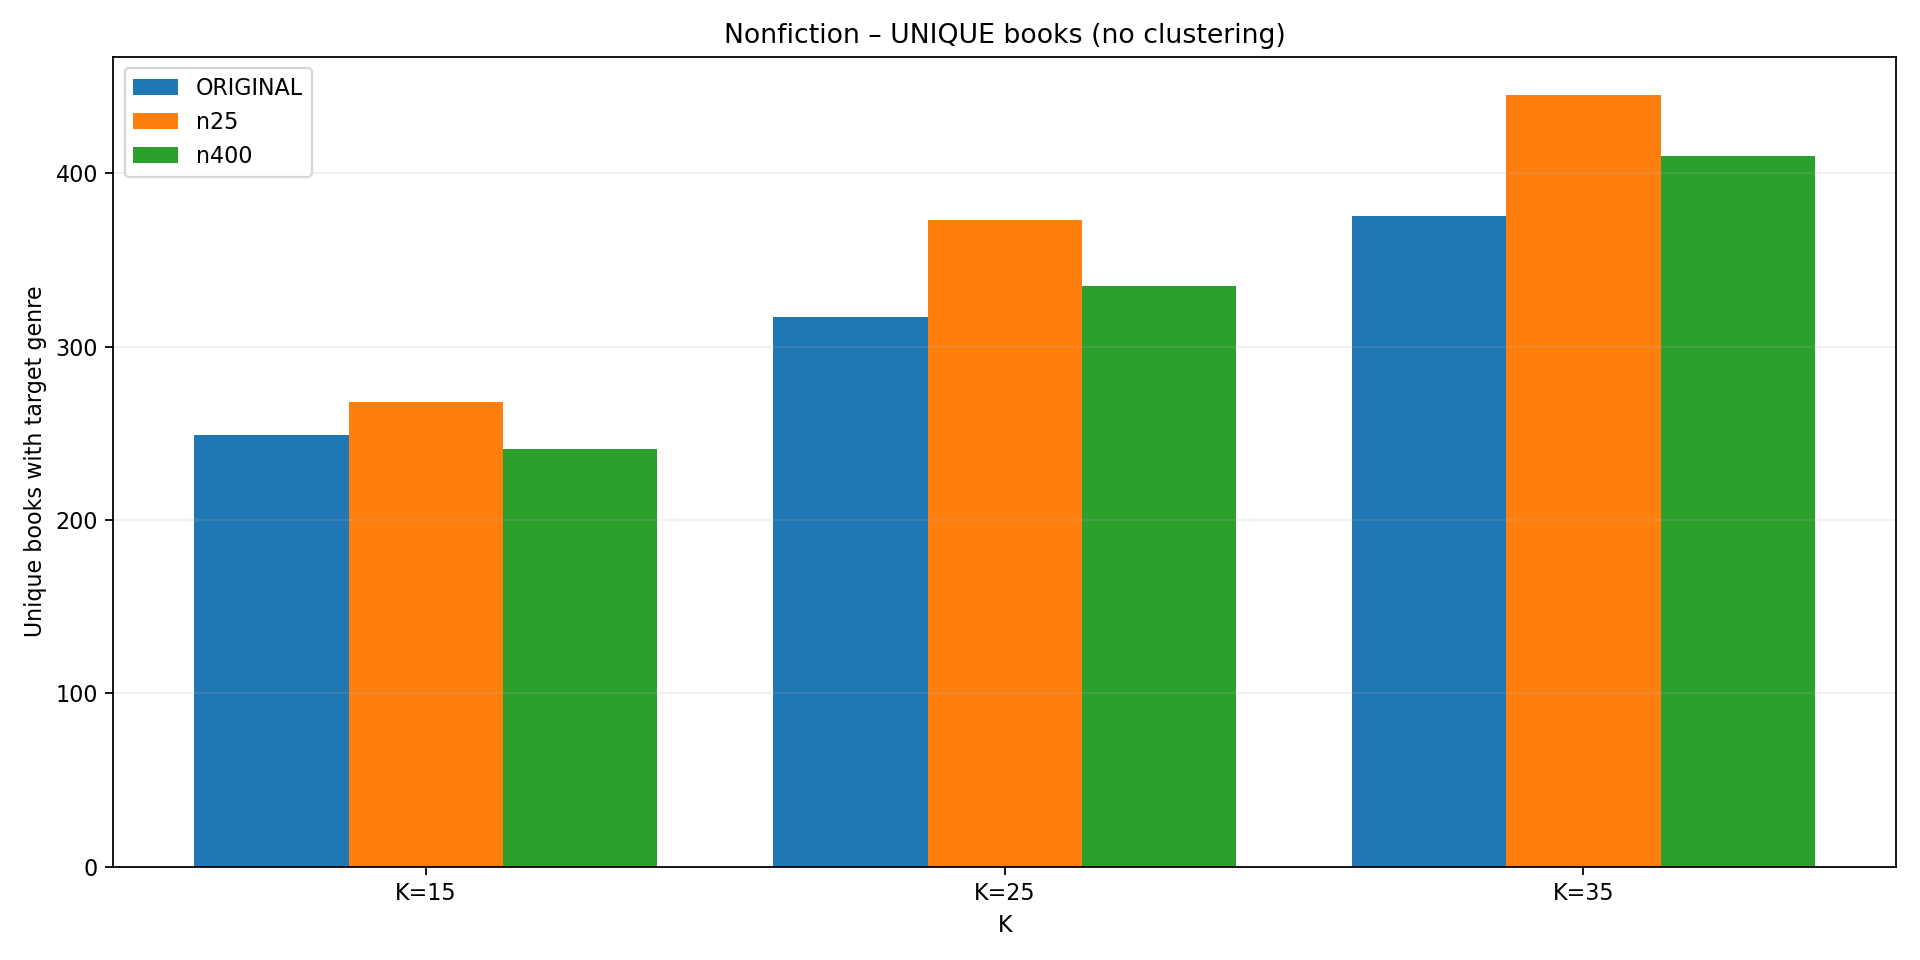 Nonfiction – UNIQUE books (no clustering)
ORIGINAL
n25
n400
Unique books with target genre
400
300
200
100
0
K=15 K=25 K=35
K